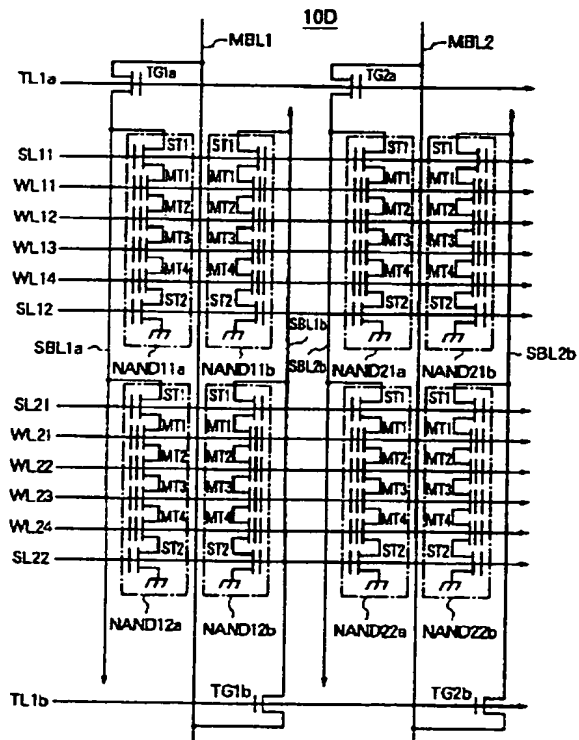 10D
MBL1 MBL2
TG1a TG2a
TL1a
ST1 ST1 ST1 ST1
SL11
MT1 MT1 MT1 MT1
WL11
MT2 MT2 MT2 MT2
WL12
MT3 MT3 MT3 MT3
WL13
MT4 MT4 MT4 MT4
WL14
ST2 ST2 ST2 ST2
SL12
SBL1a SBL1b SBL2b SBL2b
NAND11a NAND11b NAND21a NAND21b
ST1 ST1 ST1 ST1
SL21
MT1 MT1 MT1 MT1
WL21
MT2 MT2 MT2 MT2
WL22
MT3 MT3 MT3 MT3
WL23
MT4 MT4 MT4 MT4
WL24
ST2 ST2 ST2 ST2
SL22
NAND12a NAND12b NAND22a NAND22b
TG1b TG2b
TL1b